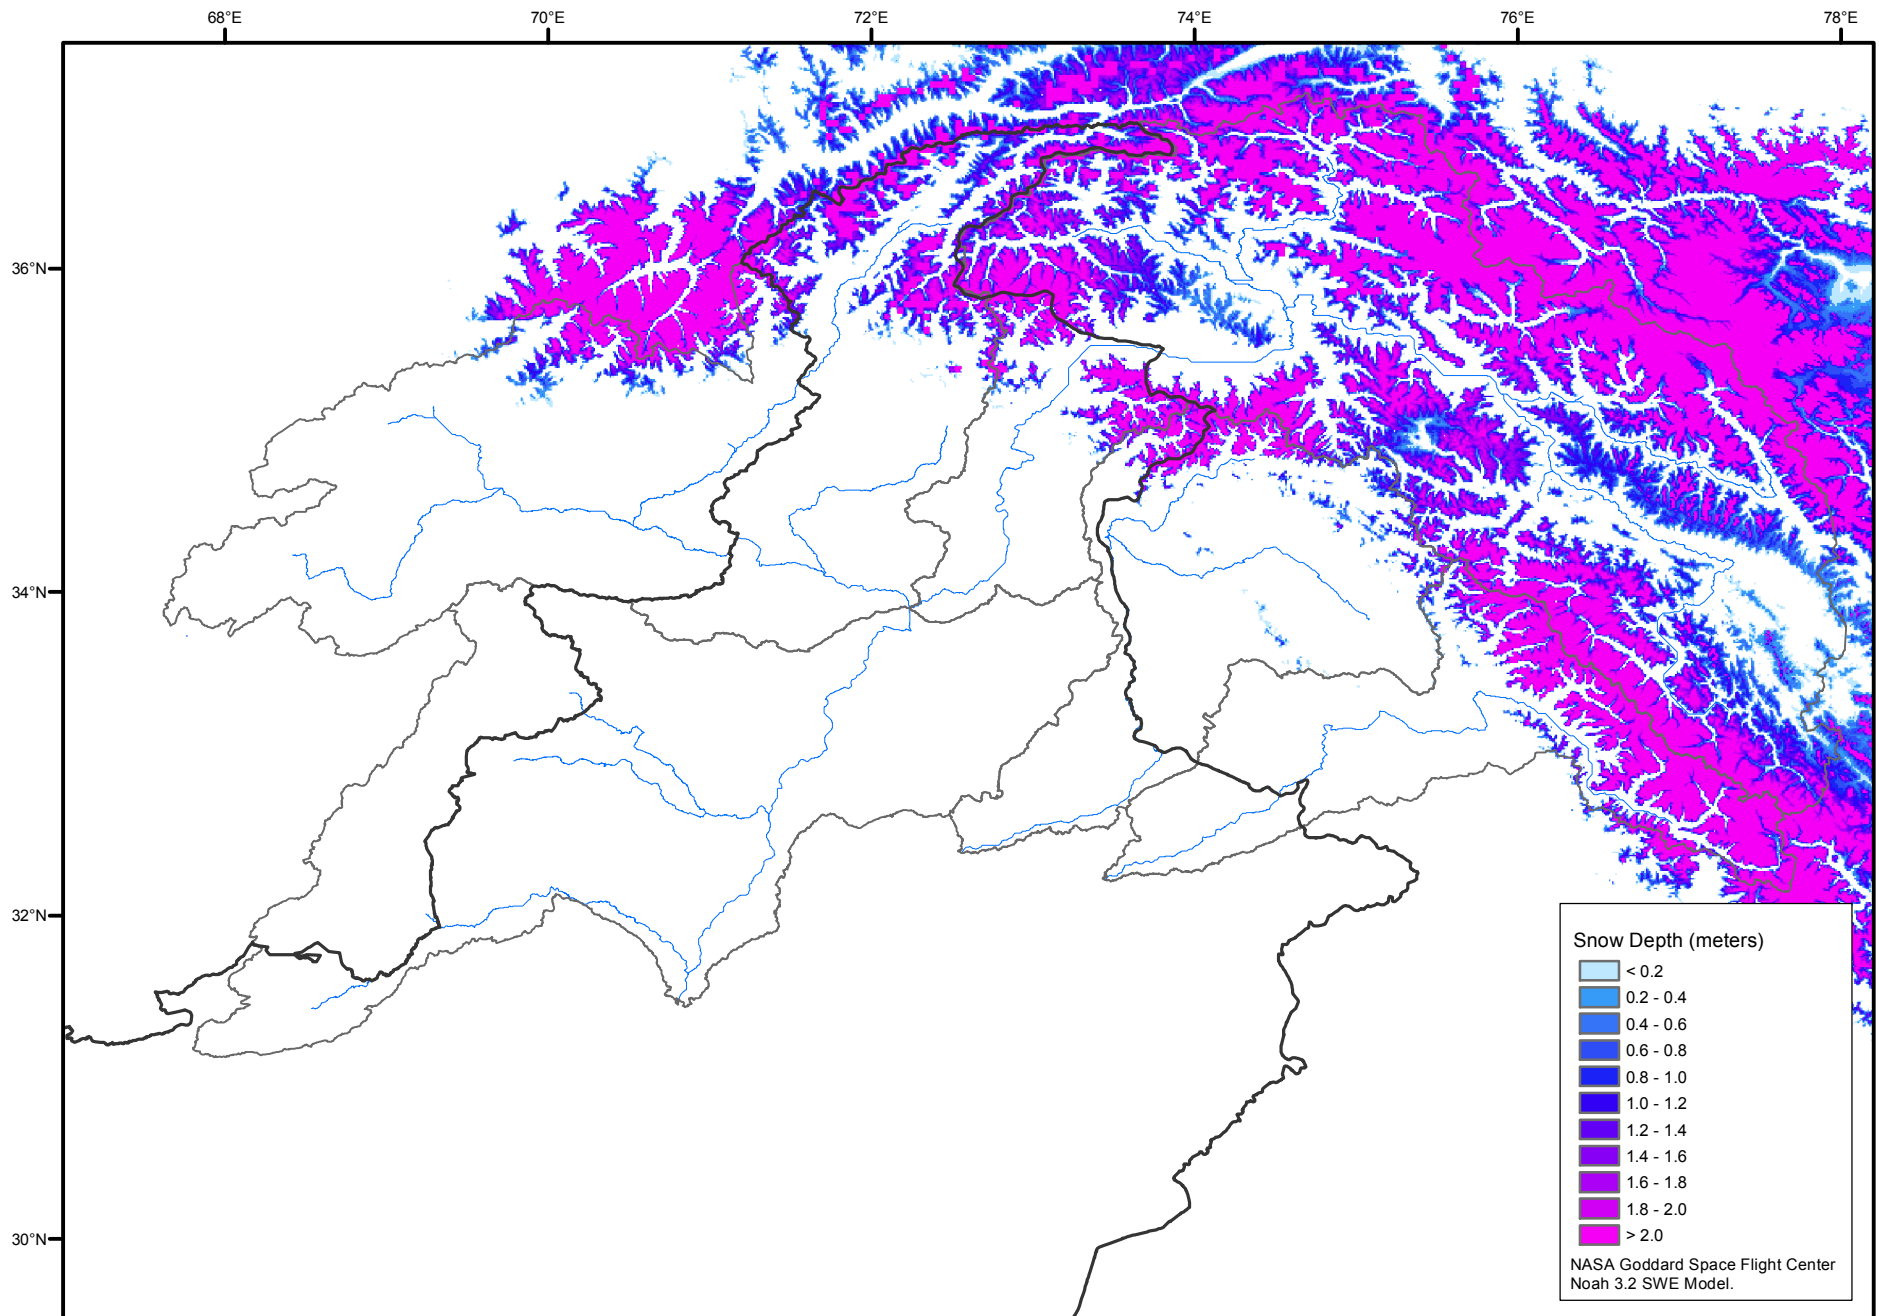 68°E 70°E 72°E 74°E 76°E 78°E
36°N
34°N
32°N
30°N
Snow Depth (meters)
< 0.2
0.2 - 0.4
0.4 - 0.6
0.6 - 0.8
0.8 - 1.0
1.0 - 1.2
1.2 - 1.4
1.4 - 1.6
1.6 - 1.8
1.8 - 2.0
> 2.0
NASA Goddard Space Flight Center
Noah 3.2 SWE Model.